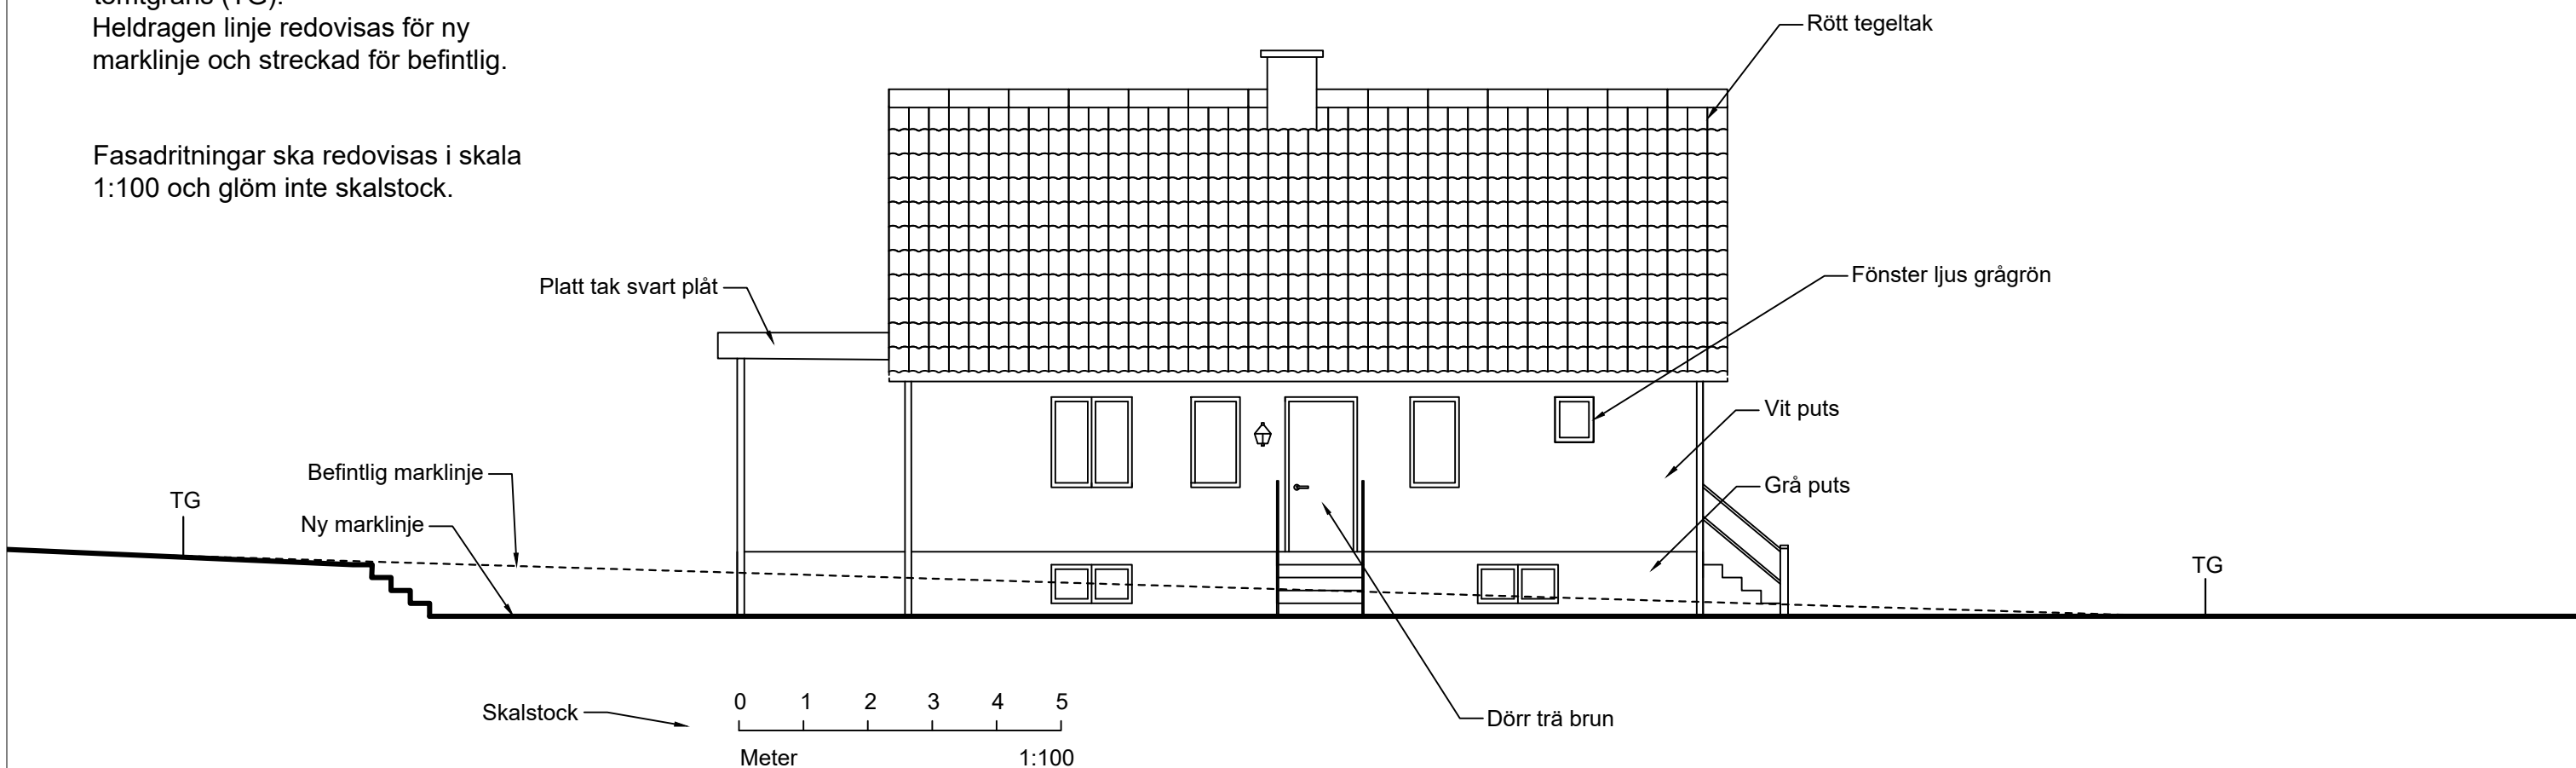 tomtgräns (TG).
Heldragen linje redovisas för ny
marklinje och streckad för befintlig.
Fasadritningar ska redovisas i skala
1:100 och glöm inte skalstock.
Rött tegeltak
Platt tak svart plåt
Fönster ljus grågrön
Vit puts
Grå puts
Befintlig marklinje
TG
Ny marklinje
TG
Skalstock
0 1 2 3 4 5
Meter 1:100
Dörr trä brun